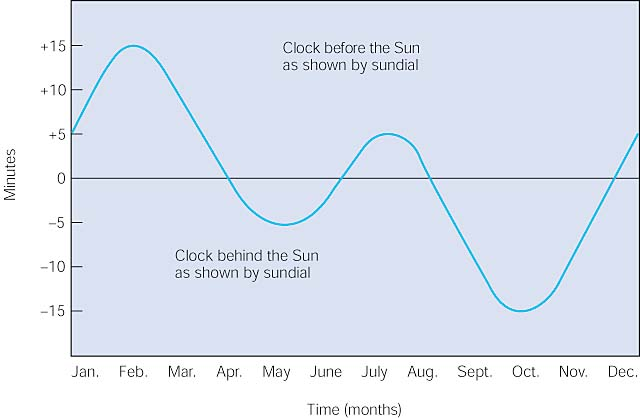 +15
Clock before the Sun
as shown by sundial
+10
+5
Minutes
0
−5
Clock behind the Sun
as shown by sundial
−10
−15
Jan. Feb. Mar. Apr. May June July Aug. Sept. Oct. Nov. Dec.
Time (months)